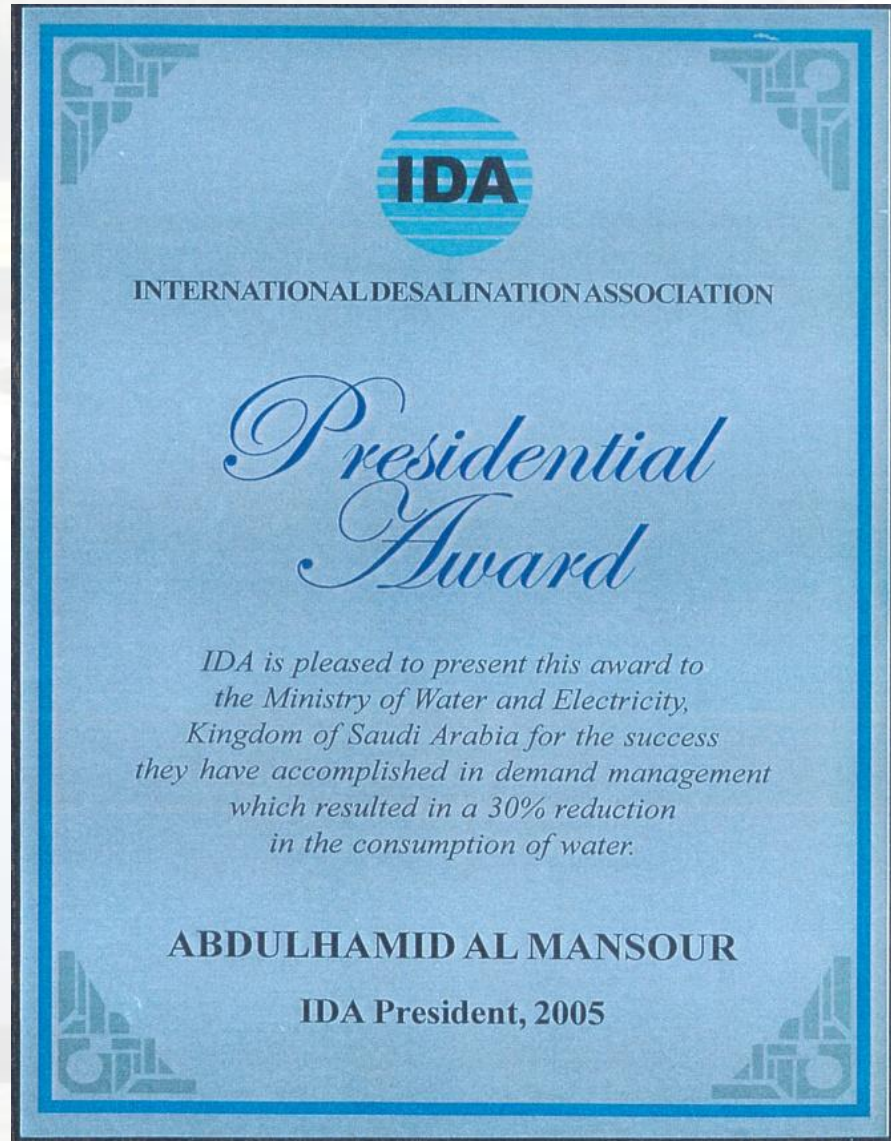 IDA
INTERNATIONAL DESALINATION ASSOCIATION
Presidential
Award
IDA is pleased to present this award to
the Ministry of Water and Electricity,
Kingdom of Saudi Arabia for the success
they have accomplished in demand management
which resulted in a 30% reduction
in the consumption of water.
ABDULHAMID AL MANSOUR
IDA President, 2005